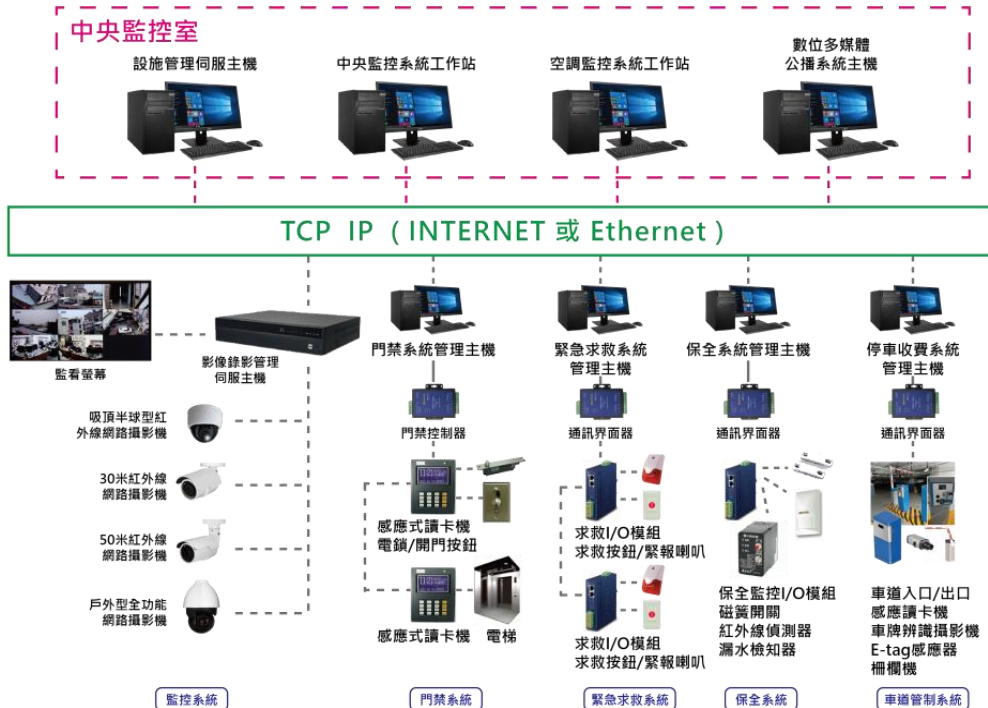 中央監控室
設施管理伺服主機
中央監控系統工作站
空調監控系統工作站
數位多媒體
公播系統主機
TCP IP ( INTERNET 或 Ethernet )
監看螢幕
影像錄影管理
伺服主機
吸頂半球型紅
外線網路攝影機
30米紅外線
網路攝影機
50米紅外線
網路攝影機
戶外型全功能
網路攝影機
監控系統
門禁系統管理主機
門禁控制器
感應式讀卡機
電鎖/開門按鈕
感應式讀卡機
電梯
門禁系統
緊急求救系統
管理主機
通訊界面器
求救I/O模組
求救按鈕/緊報喇叭
求救I/O模組
求救按鈕/緊報喇叭
緊急求救系統
保全系統管理主機
通訊界面器
保全監控I/O模組
磁簧開關
紅外線偵測器
漏水檢知器
保全系統
停車收費系統
管理主機
通訊界面器
車道入口/出口
感應讀卡機
車牌辨識攝影機
E-tag感應器
柵欄機
車道管制系統